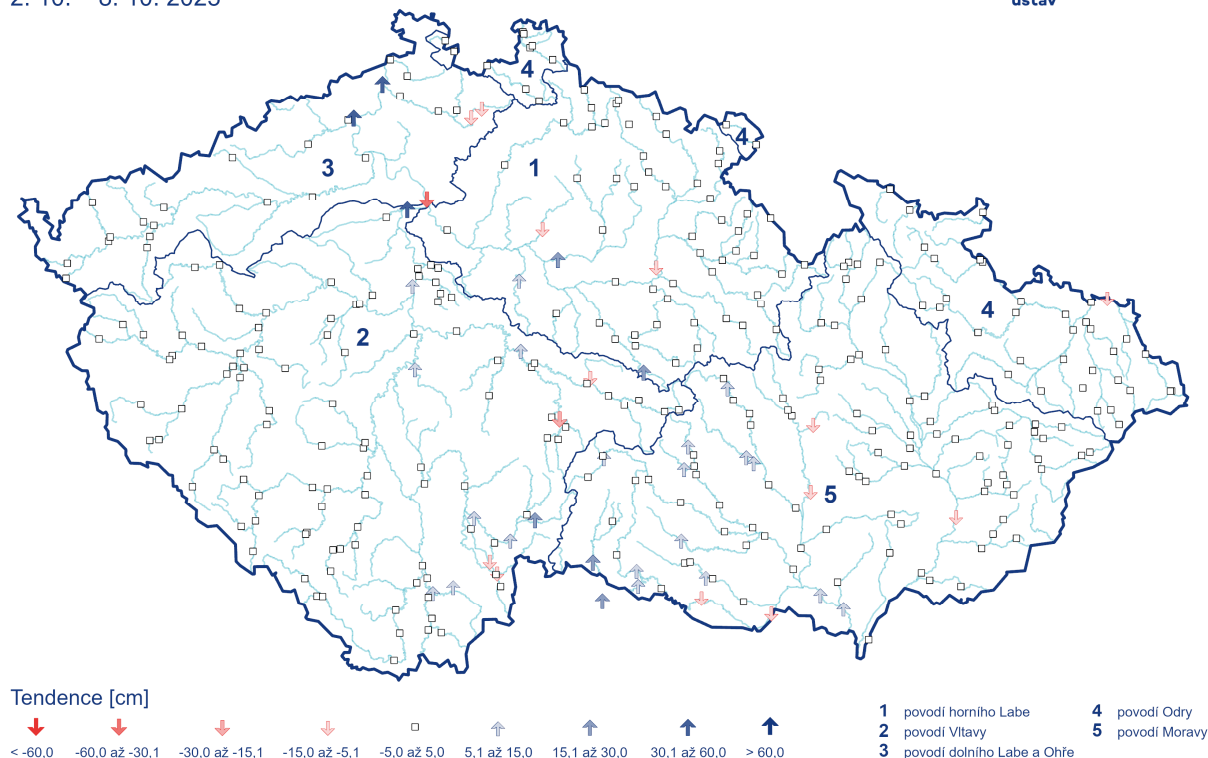 ústav
4
4
3
1
4
2
5
Tendence [cm]
< -60,0
-60,0 až -30,1
-30,0 až -15,1
-15,0 až -5,1
-5,0 až 5,0
5,1 až 15,0
15,1 až 30,0
30,1 až 60,0
> 60,0
1 povodí horního Labe
2 povodí Vltavy
3 povodí dolního Labe a Ohře
4 povodí Odry
5 povodí Moravy